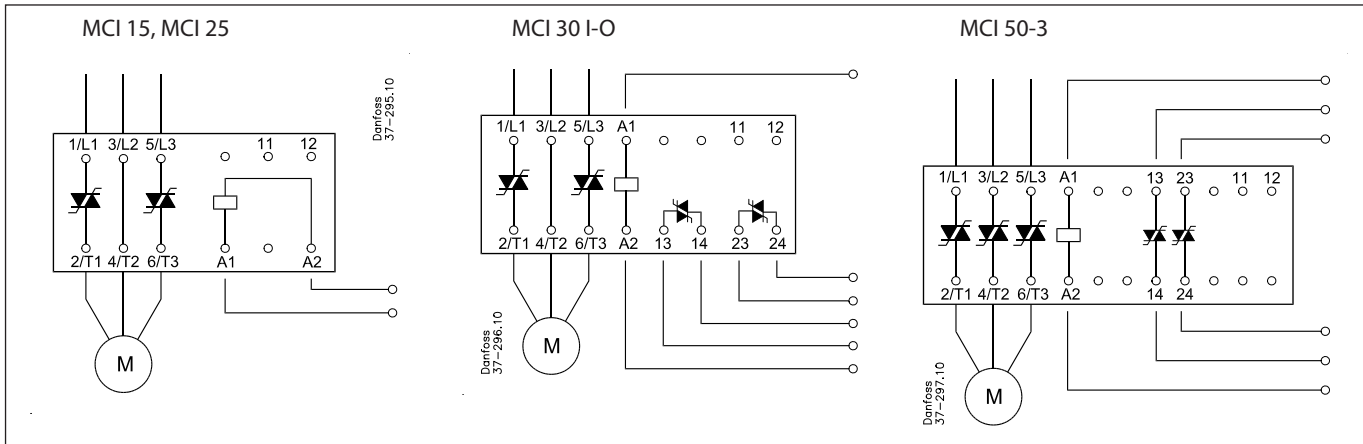 MCI 15, MCI 25
Danfoss
37-295.10
1/L1 3/L2 5/L3 11 12
2/T1 4/T2 6/T3 A1 A2
M
MCI 30 I-O
1/L1 3/L2 5/L3 A1 11 12
2/T1 4/T2 6/T3 A2 13 14 23 24
Danfoss
37-296.10
M
MCI 50-3
1/L1 3/L2 5/L3 A1 13 23 11 12
2/T1 4/T2 6/T3 A2 14 24
Danfoss
37-297.10
M